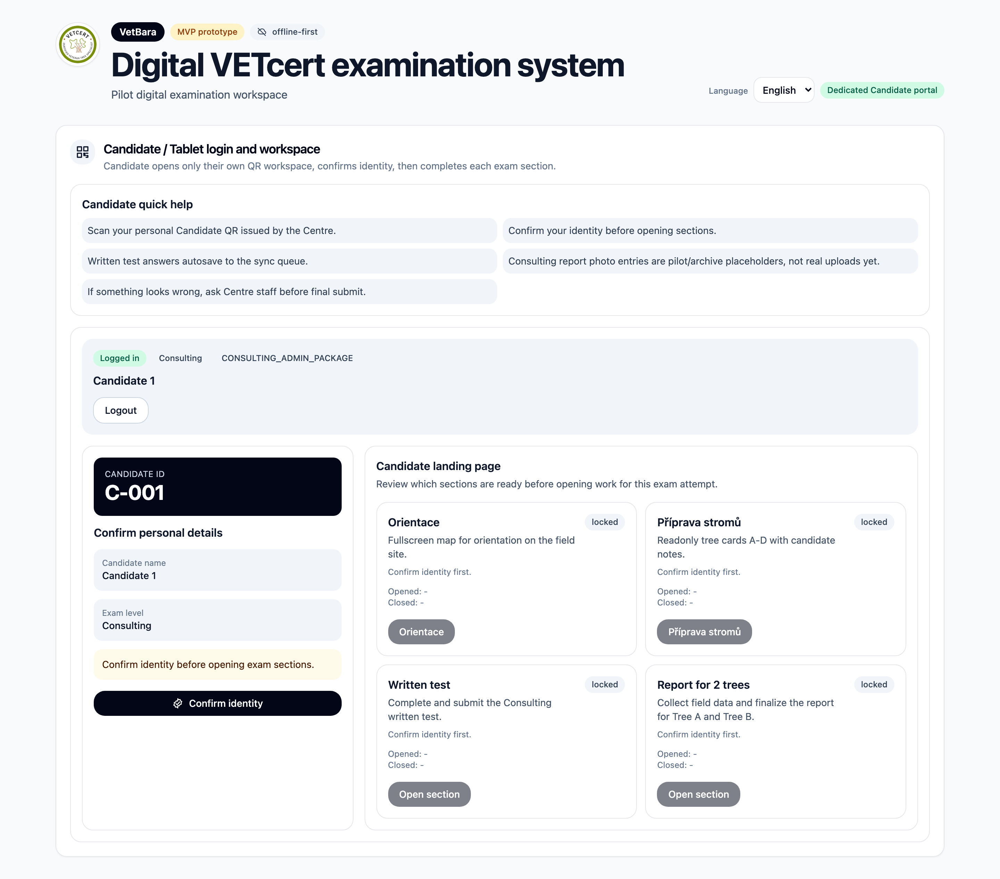 VETCERT
CERTIFIED VETERAN TREE SPECIALIST
VetBara
MVP prototype
offline-first
Digital VETcert examination system
Pilot digital examination workspace
Language
English
Dedicated Candidate portal
Candidate / Tablet login and workspace
Candidate opens only their own QR workspace, confirms identity, then completes each exam section.
Candidate quick help
Scan your personal Candidate QR issued by the Centre.
Confirm your identity before opening sections.
Written test answers autosave to the sync queue.
Consulting report photo entries are pilot/archive placeholders, not real uploads yet.
If something looks wrong, ask Centre staff before final submit.
Logged in
Consulting
CONSULTING_ADMIN_PACKAGE
Candidate 1
Logout
CANDIDATE ID
C-001
Confirm personal details
Candidate name
Candidate 1
Exam level
Consulting
Confirm identity before opening exam sections.
Confirm identity
Candidate landing page
Review which sections are ready before opening work for this exam attempt.
Orientace
locked
Fullscreen map for orientation on the field
site.
Confirm identity first.
Opened: -
Closed: -
Orientace
Příprava stromů
locked
Readonly tree cards A-D with candidate
notes.
Confirm identity first.
Opened: -
Closed: -
Příprava stromů
Written test
locked
Complete and submit the Consulting
written test.
Confirm identity first.
Opened: -
Closed: -
Open section
Report for 2 trees
locked
Collect field data and finalize the report
for Tree A and Tree B.
Confirm identity first.
Opened: -
Closed: -
Open section